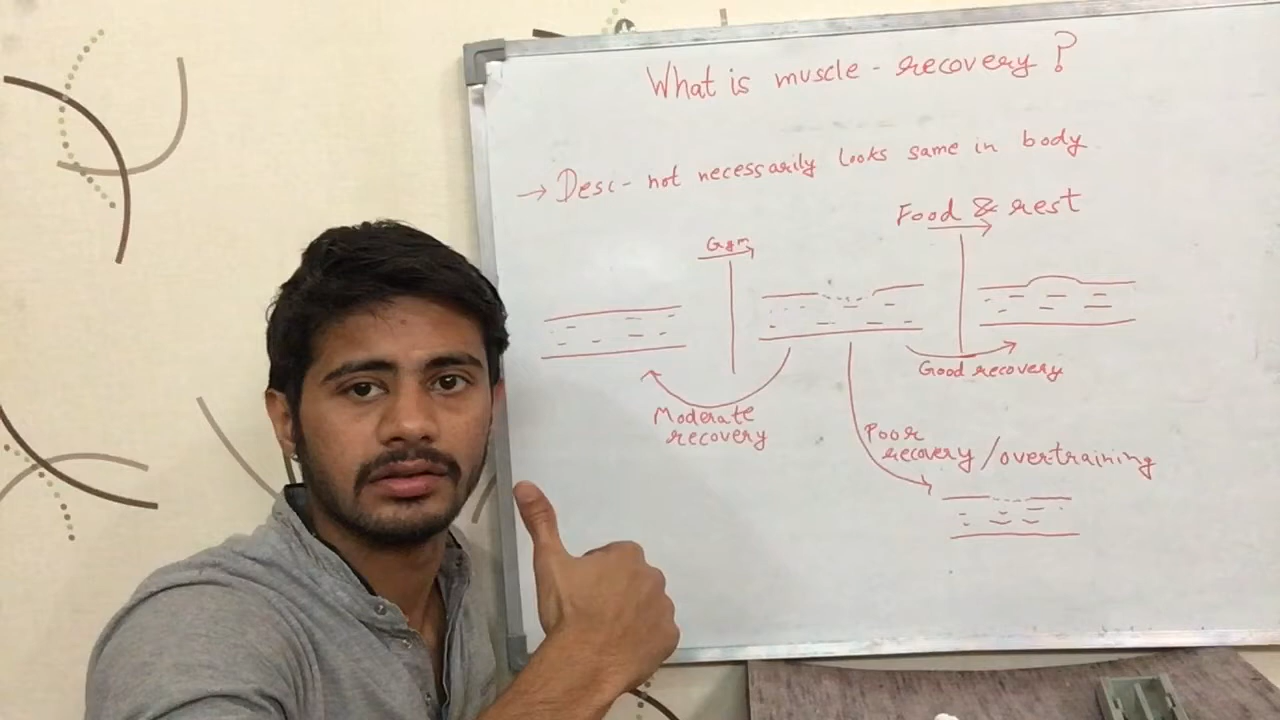 What is muscle - recovery ?
→ Desc - not necessarily looks same in body
Gym
Food & rest
Good recovery
Moderate
recovery
Poor
recovery / overtraining